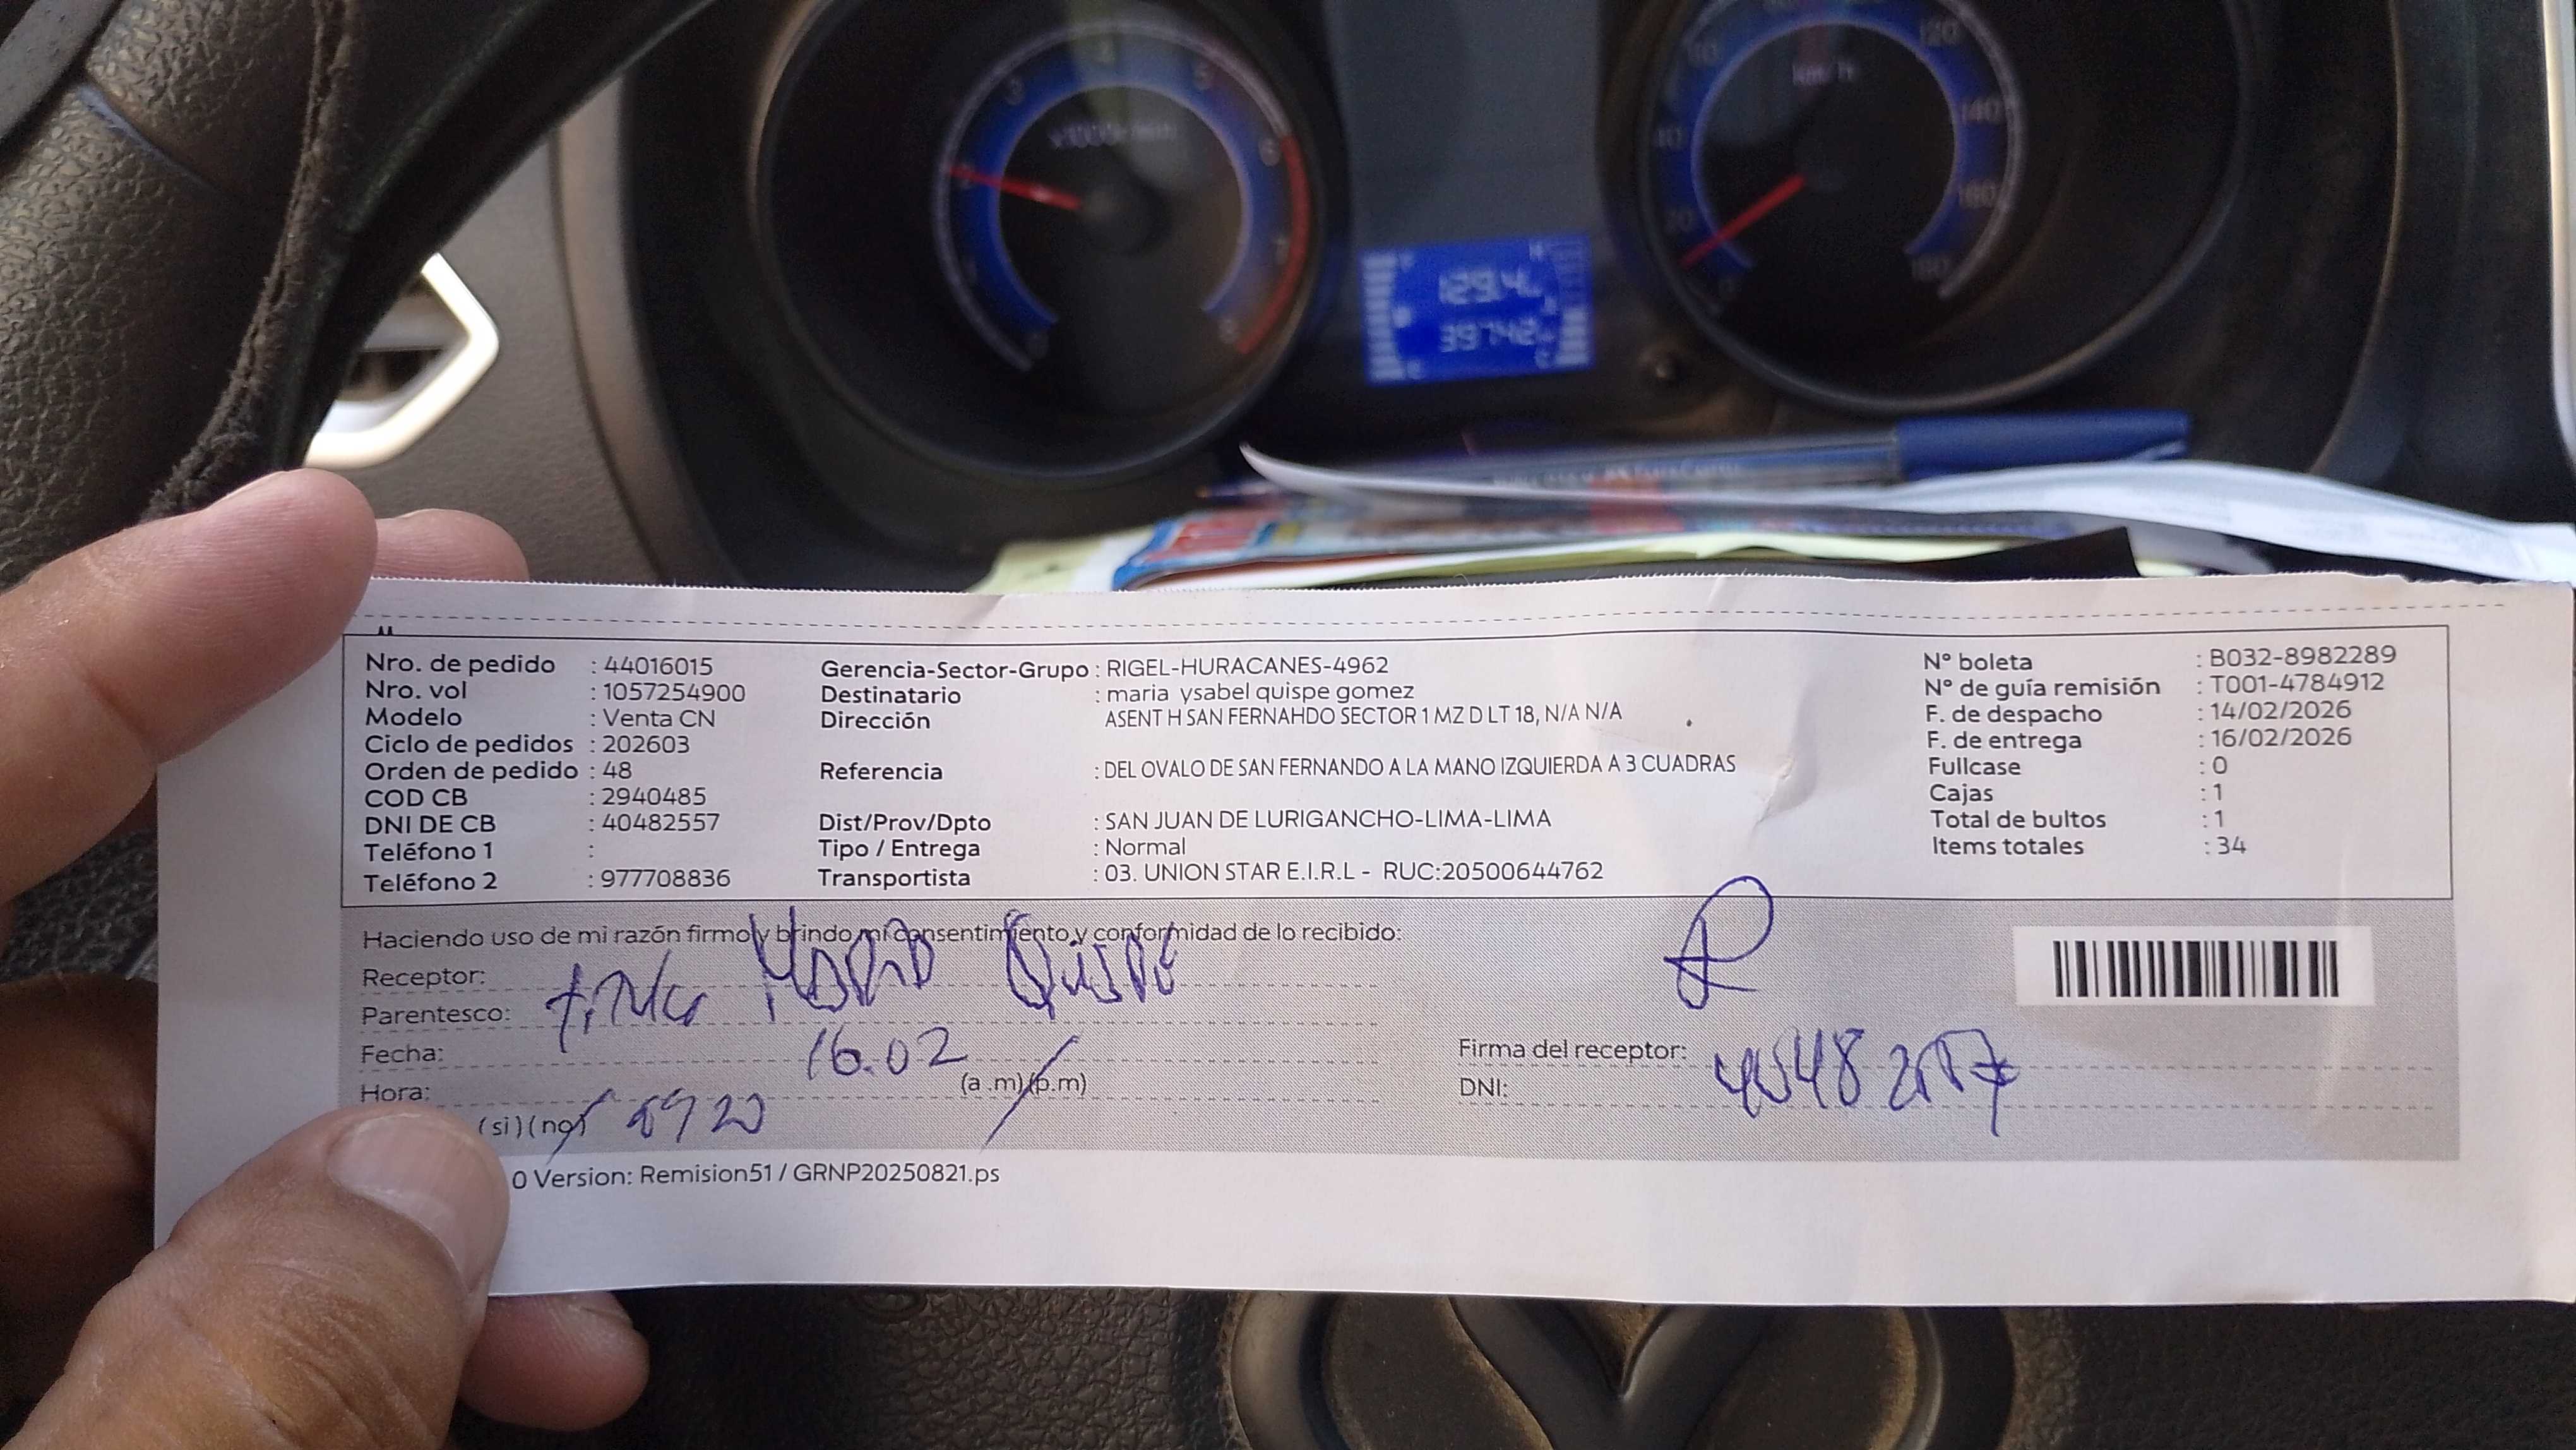 Nro. de pedido : 44016015 Gerencia-Sector-Grupo : RIGEL-HURACANES-4962 N° boleta : B032-8982289
Nro. vol : 1057254900 Destinatario : maria ysabel quispe gomez N° de guía remisión : T001-4784912
Modelo : Venta CN Dirección ASENT H SAN FERNAHDO SECTOR 1 MZ D LT 18, N/A N/A F. de despacho : 14/02/2026
Ciclo de pedidos : 202603 F. de entrega : 16/02/2026
Orden de pedido : 48 Referencia : DEL OVALO DE SAN FERNANDO A LA MANO IZQUIERDA A 3 CUADRAS Fullcase : 0
COD CB : 2940485 Cajas : 1
DNI DE CB : 40482557 Dist/Prov/Dpto : SAN JUAN DE LURIGANCHO-LIMA-LIMA Total de bultos : 1
Teléfono 1 : Tipo / Entrega : Normal Items totales : 34
Teléfono 2 : 977708836 Transportista : 03. UNION STAR E.I.R.L - RUC:20500644762
Haciendo uso de mi razón firmo y brindo mi consentimiento y conformidad de lo recibido:
Receptor: Quispe
Parentesco:
Fecha: 16.02 Firma del receptor:
Hora: (a.m)(p.m) DNI:
(si)(no)
0 Version: Remision51 / GRNP20250821.ps